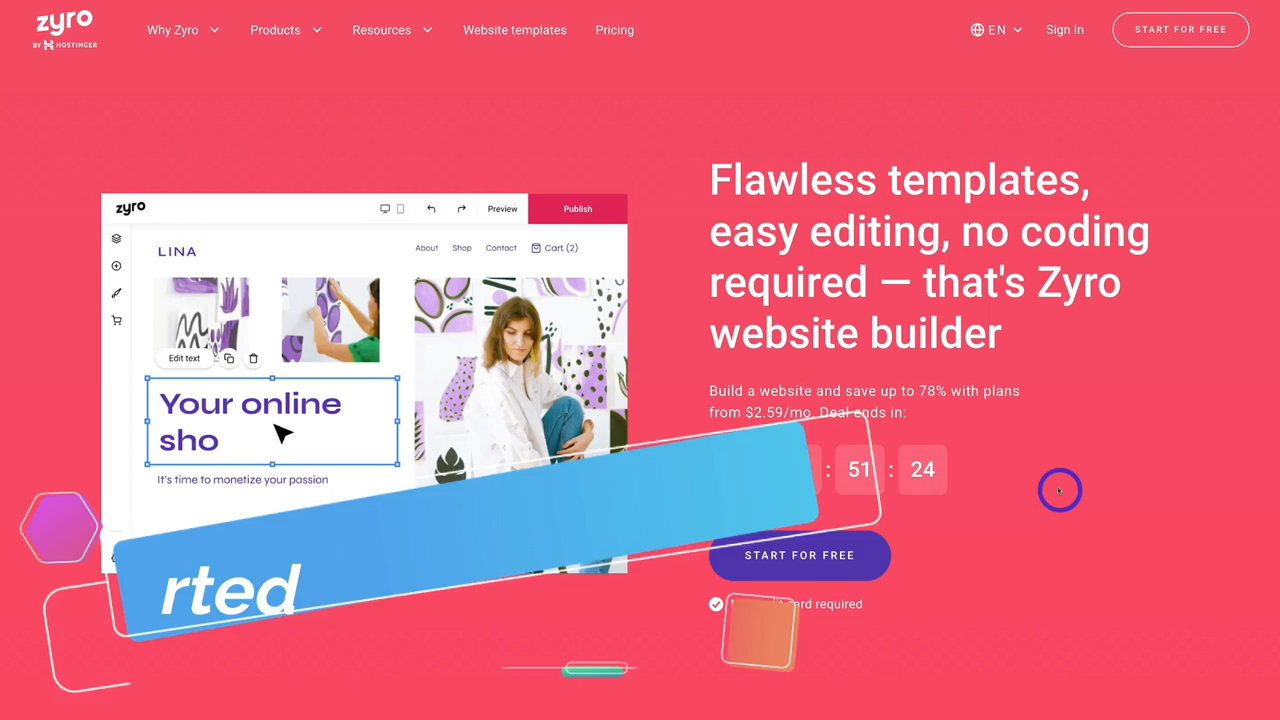 zyro
BY HOSTINGER
Why Zyro
Products
Resources
Website templates
Pricing
EN
Sign In
START FOR FREE
zyro
Preview
Publish
LINA
About
Shop
Contact
Cart (2)
Edit text
Your online
sho
It's time to monetize your passion
Flawless templates,
easy editing, no coding
required — that's Zyro
website builder
Build a website and save up to 78% with plans
from $2.59/mo. Deal ends in:
: 51 : 24
START FOR FREE
card required
rted